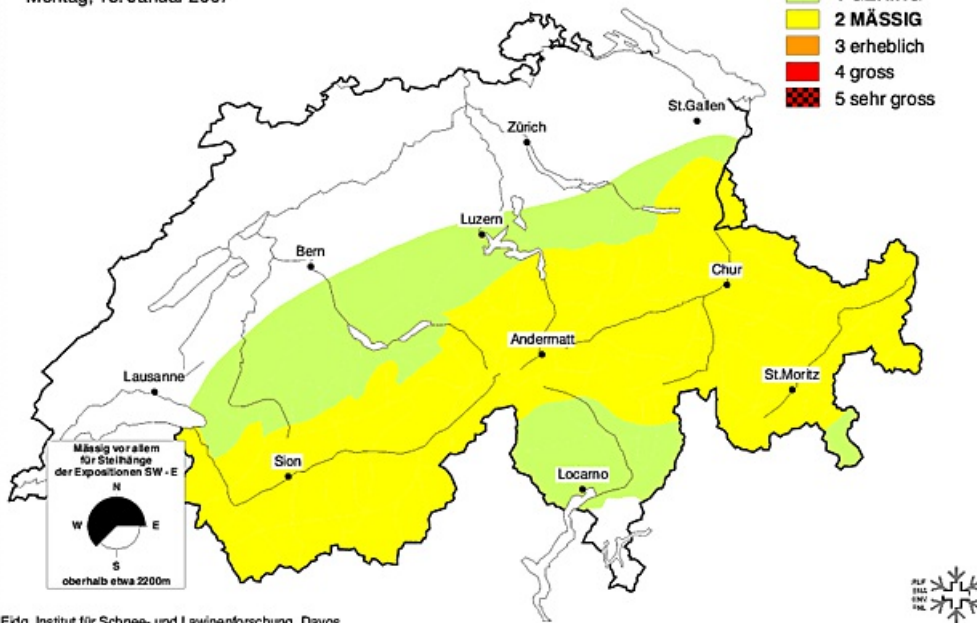 2 MÄSSIG
3 erheblich
4 gross
5 sehr gross
St.Gallen
Zürich
Luzern
Bern
Chur
Andermatt
Lausanne
St.Moritz
Sion
Locarno
Mässig vor allem
für Steilhänge
der Expositionen SW - E
N
W E
S
oberhalb etwa 2200m
SLF
ENA
Eidg. Institut für Schnee- und Lawinenforschung, Davos